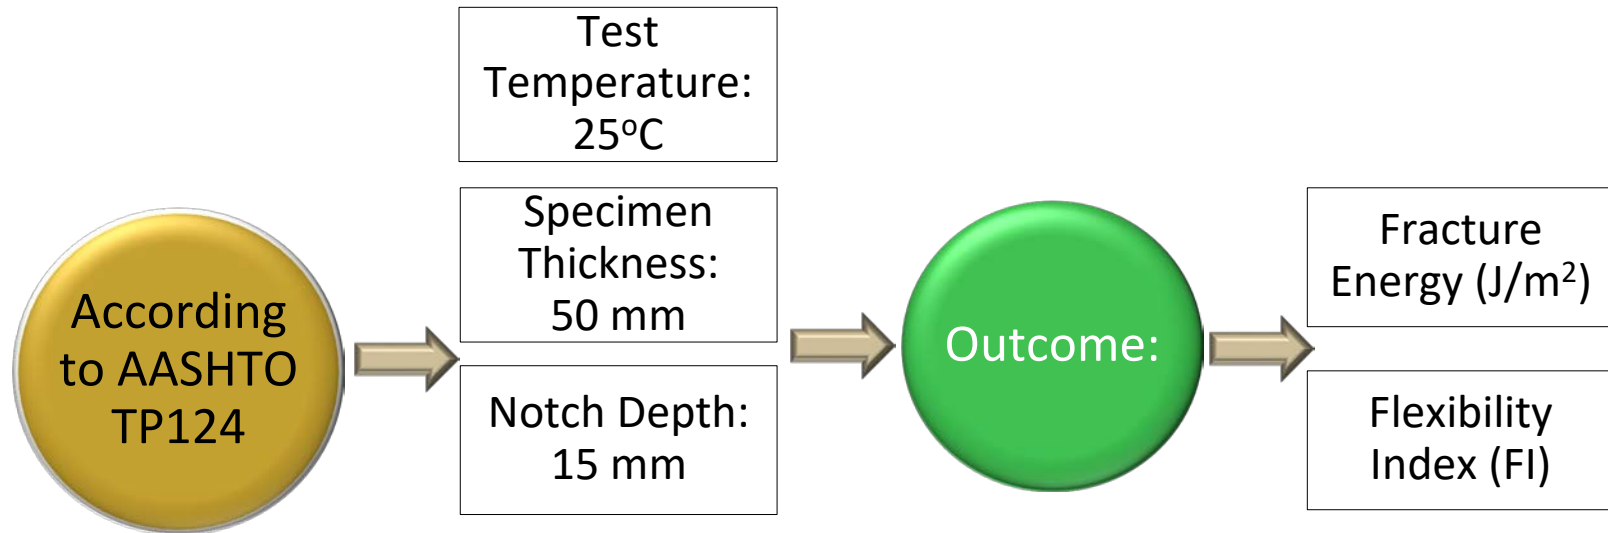 According
to AASHTO
TP124
Test
Temperature:
25ºC
Specimen
Thickness:
50 mm
Notch Depth:
15 mm
Outcome:
Fracture
Energy (J/m²)
Flexibility
Index (FI)